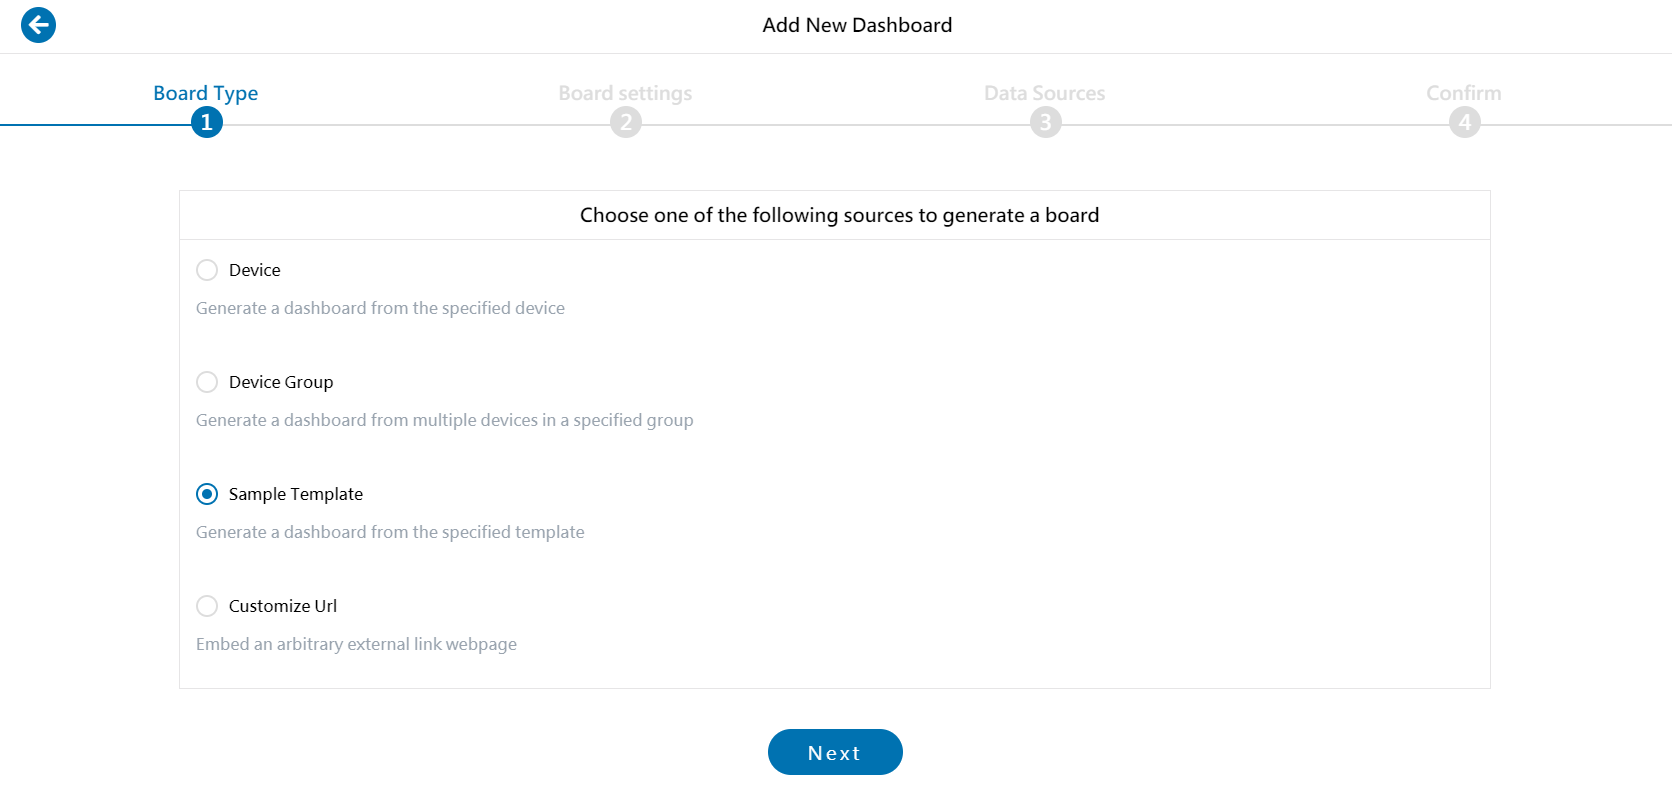 Add New Dashboard
Board Type
Board settings
Data Sources
Confirm
1
2
3
4
Choose one of the following sources to generate a board
Device
Generate a dashboard from the specified device
Device Group
Generate a dashboard from multiple devices in a specified group
Sample Template
Generate a dashboard from the specified template
Customize Url
Embed an arbitrary external link webpage
Next